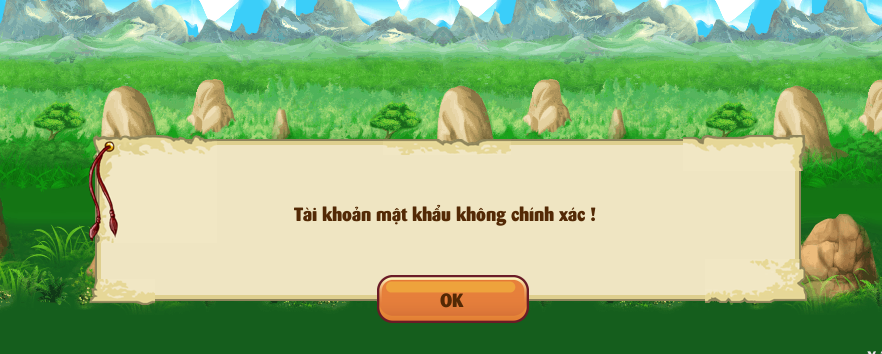 Tài khoản mật khẩu không chính xác !
OK